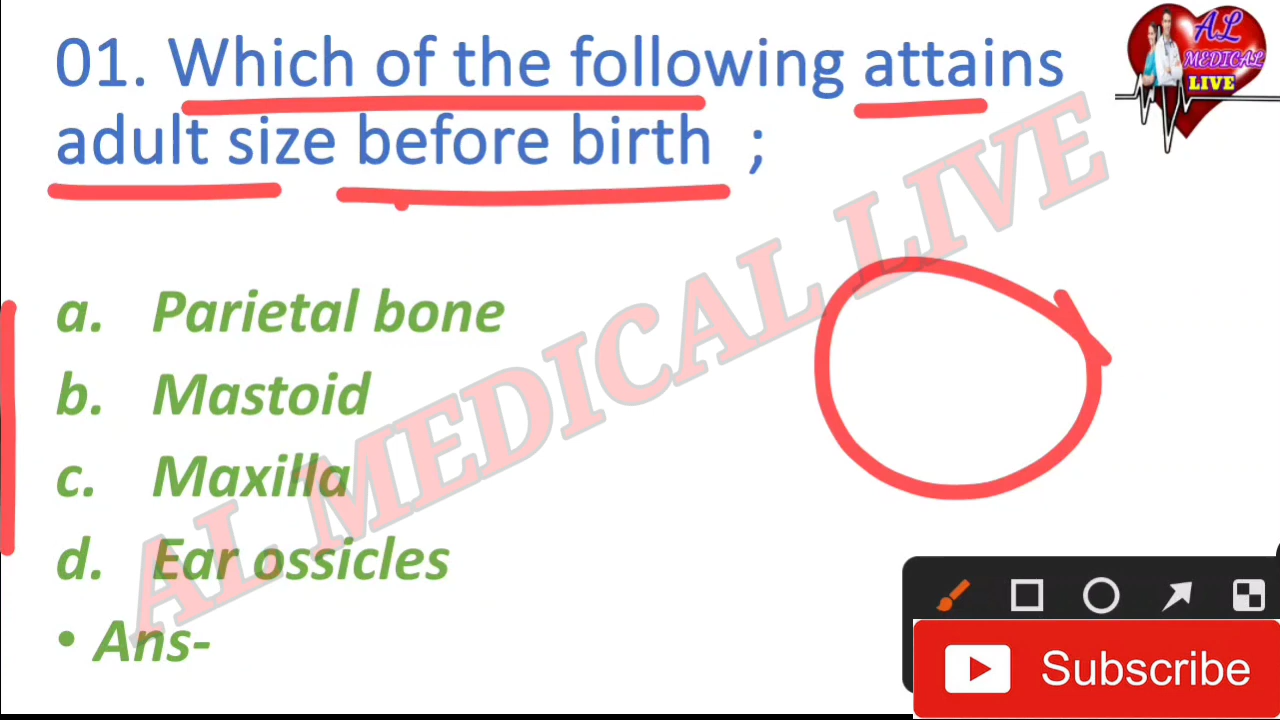 01. Which of the following attains
adult size before birth ;
a. Parietal bone
b. Mastoid
c. Maxilla
d. Ear ossicles
• Ans-
AL MEDICAL LIVE
AL
MEDICAL
LIVE
Subscribe